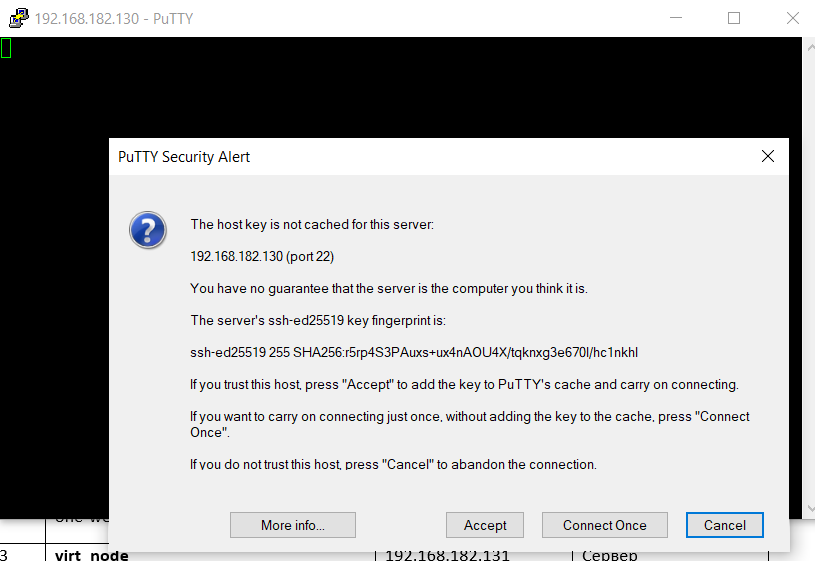 192.168.182.130 - PuTTY
PuTTY Security Alert
The host key is not cached for this server:
192.168.182.130 (port 22)
You have no guarantee that the server is the computer you think it is.
The server's ssh-ed25519 key fingerprint is:
ssh-ed25519 255 SHA256:r5rp4S3PAuxs+ux4nAOU4X/tqknxg3e670l/hc1nkhI
If you trust this host, press "Accept" to add the key to PuTTY's cache and carry on connecting.
If you want to carry on connecting just once, without adding the key to the cache, press "Connect
Once".
If you do not trust this host, press "Cancel" to abandon the connection.
More info... Accept Connect Once Cancel
3 virt_node 192.168.182.131 Сервер